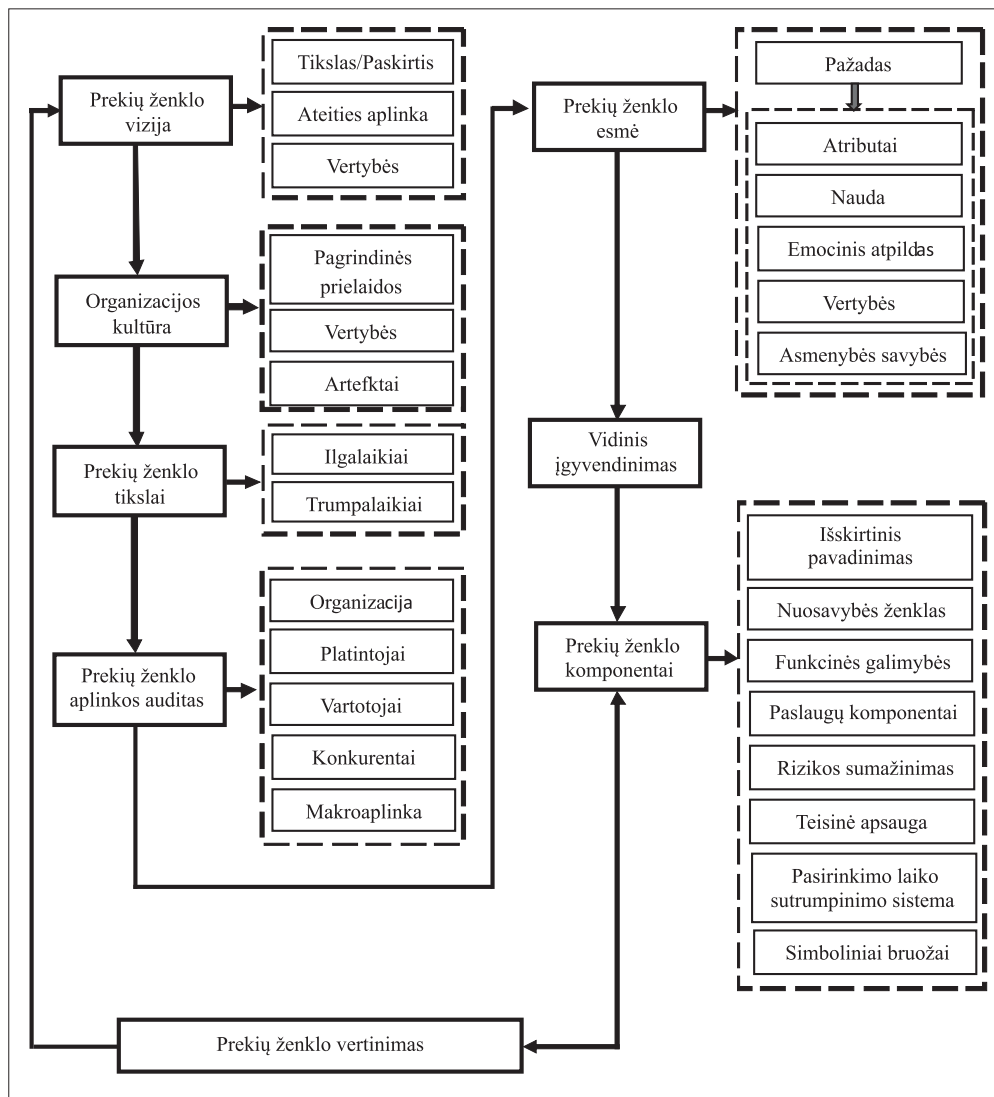 Prekių ženklo
vizija
Tikslas/Paskirtis
Ateities aplinka
Vertybės
Organizacijos
kultūra
Pagrindinės
prielaidos
Vertybės
Artefktai
Prekių ženklo
tikslai
Ilgalaikiai
Trumpalaikiai
Prekių ženklo
aplinkos auditas
Organizacija
Platintojai
Vartotojai
Konkurentai
Makroaplinka
Prekių ženklo
esmė
Pažadas
Atributai
Nauda
Emocinis atpildas
Vertybės
Asmenybės savybės
Vidinis
įgyvendinimas
Prekių ženklo
komponentai
Išskirtinis
pavadinimas
Nuosavybės ženklas
Funkcinės galimybės
Paslaugų komponentai
Rizikos sumažinimas
Teisinė apsauga
Pasirinkimo laiko
sutrumpinimo sistema
Simboliniai bruožai
Prekių ženklo vertinimas